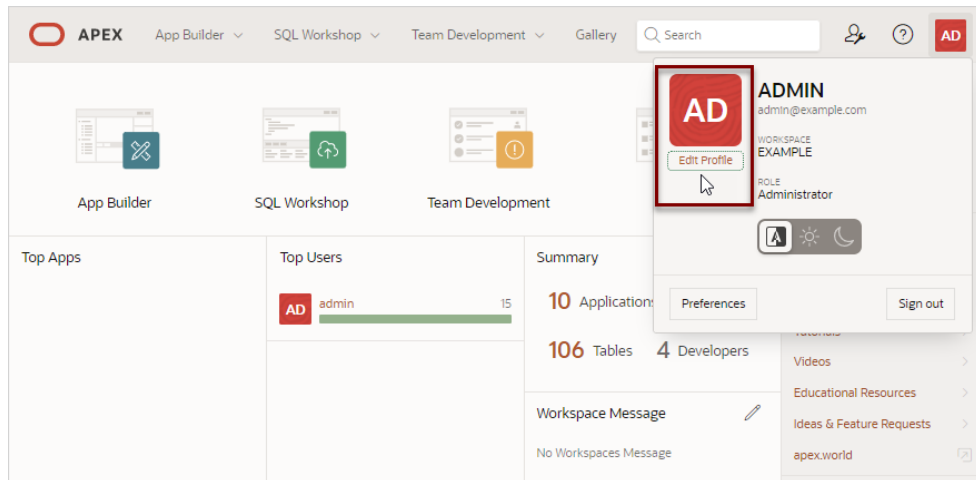 APEX App Builder SQL Workshop Team Development Gallery Search AD
AD
Edit Profile
ADMIN
admin@example.com
WORKSPACE
EXAMPLE
ROLE
Administrator
Preferences Sign out
App Builder SQL Workshop Team Development
Top Apps
Top Users
AD admin 15
Summary
10 Applications
106 Tables 4 Developers
Workspace Message
No Workspaces Message
Tutorials
Videos
Educational Resources
Ideas & Feature Requests
apex.world